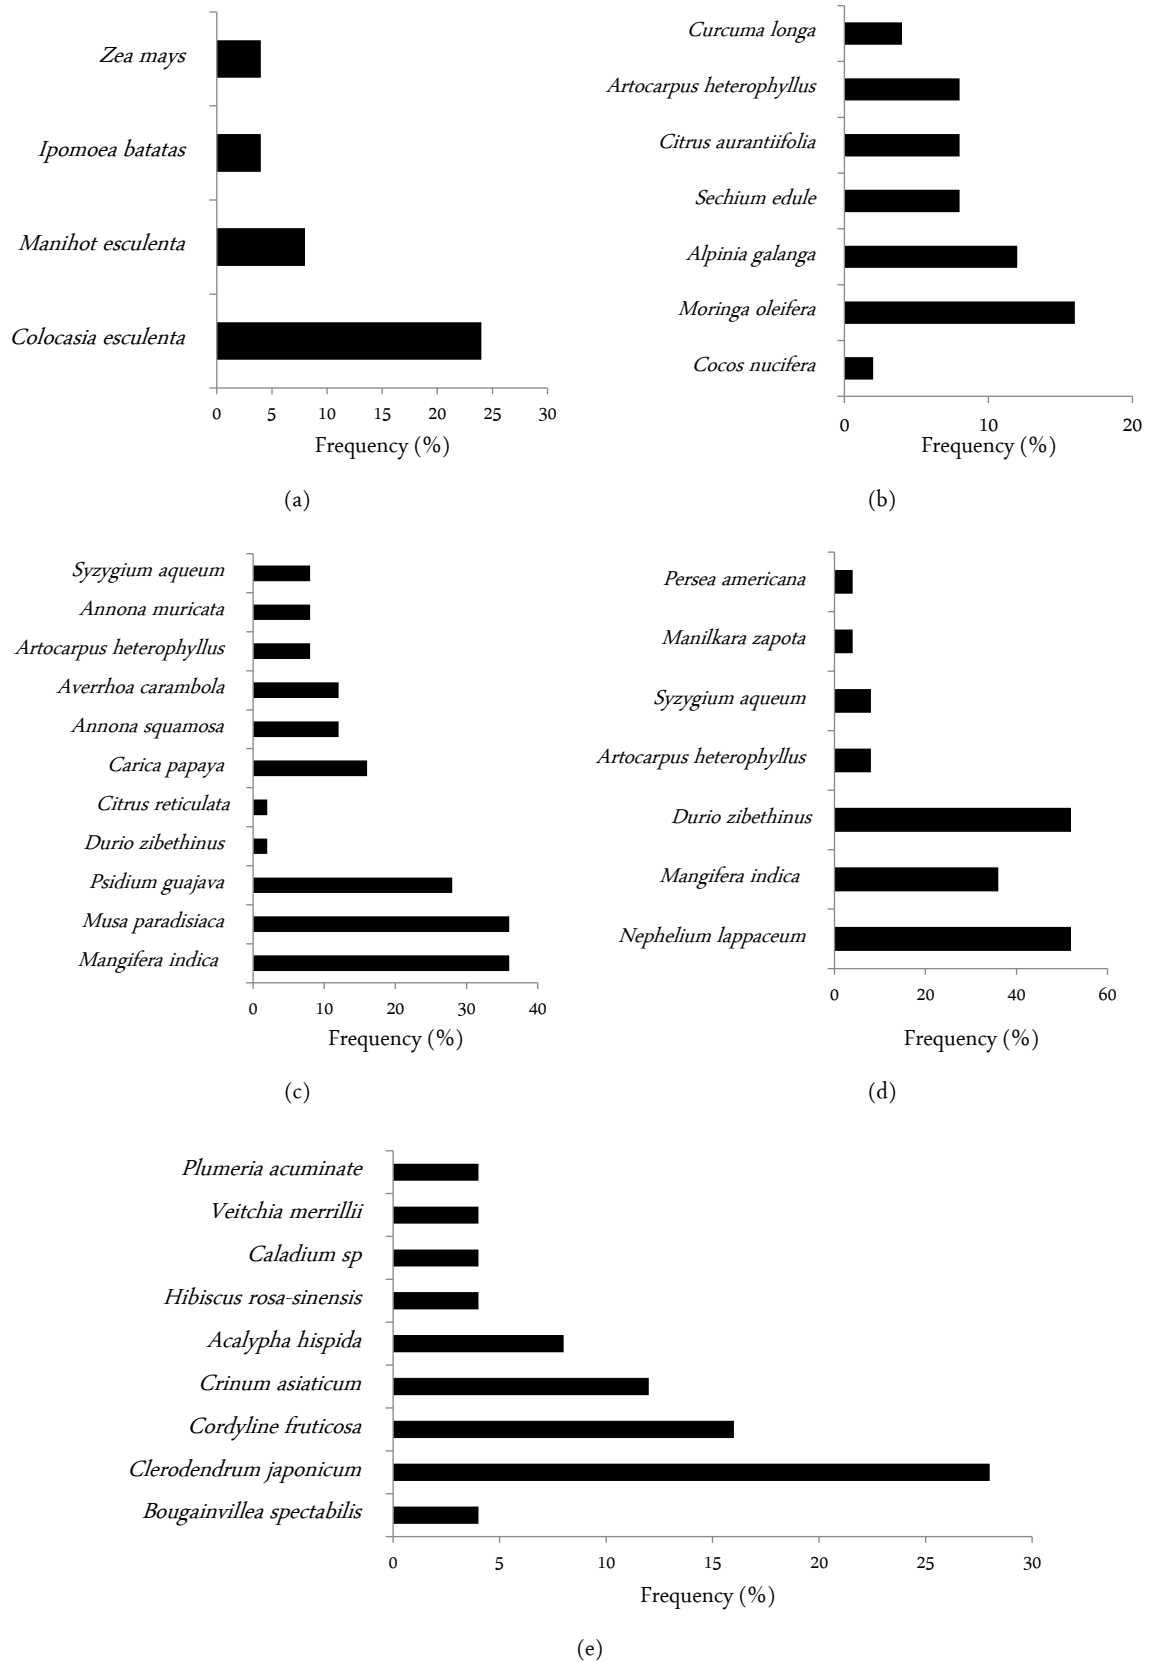 Zea mays
Ipomoea batatas
Manihot esculenta
Colocasia esculenta
0 5 10 15 20 25 30
Frequency (%)
(a)
Curcuma longa
Artocarpus heterophyllus
Citrus aurantiifolia
Sechium edule
Alpinia galanga
Moringa oleifera
Cocos nucifera
0 10 20
Frequency (%)
(b)
Syzygium aqueum
Annona muricata
Artocarpus heterophyllus
Averrhoa carambola
Annona squamosa
Carica papaya
Citrus reticulata
Durio zibethinus
Psidium guajava
Musa paradisiaca
Mangifera indica
0 10 20 30 40
Frequency (%)
(c)
Persea americana
Manilkara zapota
Syzygium aqueum
Artocarpus heterophyllus
Durio zibethinus
Mangifera indica
Nephelium lappaceum
0 20 40 60
Frequency (%)
(d)
Plumeria acuminate
Veitchia merrillii
Caladium sp
Hibiscus rosa-sinensis
Acalypha hispida
Crinum asiaticum
Cordyline fruticosa
Clerodendrum japonicum
Bougainvillea spectabilis
0 5 10 15 20 25 30
Frequency (%)
(e)